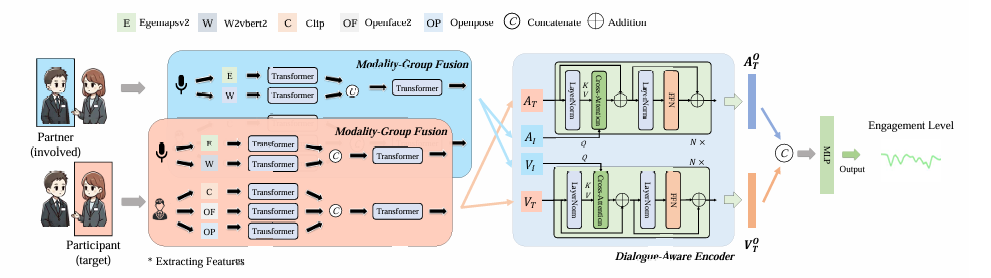 E Egemapsv2 W W2vbert2 C Clip OF Openface2 OP Openpose C Concatenate Addition
Partner
(involved)
Participant
(target)
Modality-Group Fusion
E Transformer
W Transformer
C Transformer
Modality-Group Fusion
E Transformer
W Transformer
C Transformer
C Transformer
OF Transformer
OP Transformer
C Transformer
* Extracting Features
A_T
A_I
V_I
V_T
LayerNorm
K
V
Cross-Attention
LayerNorm
FFN
Q
N ×
Q
N ×
LayerNorm
K
V
Cross-Attention
LayerNorm
FFN
Dialogue-Aware Encoder
A_T^O
V_T^O
C
MLP
Output
Engagement Level